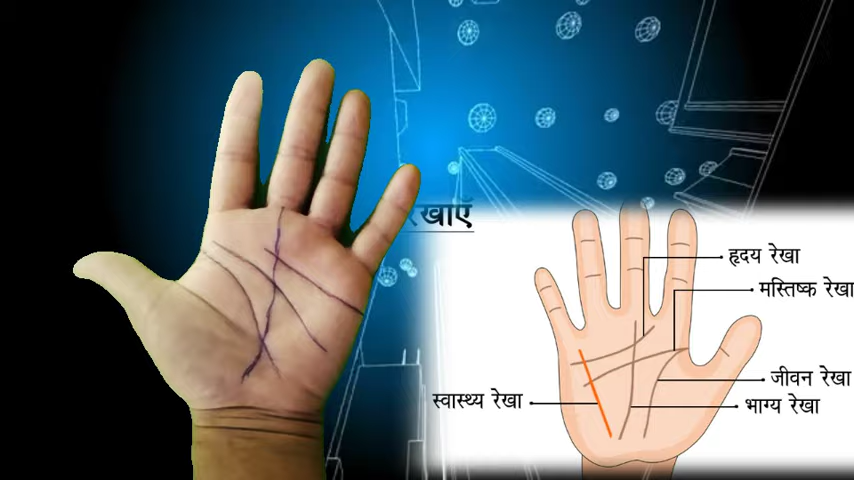 रेखाएॅं
हृदय रेखा
मस्तिष्क रेखा
जीवन रेखा
स्वास्थ्य रेखा
भाग्य रेखा